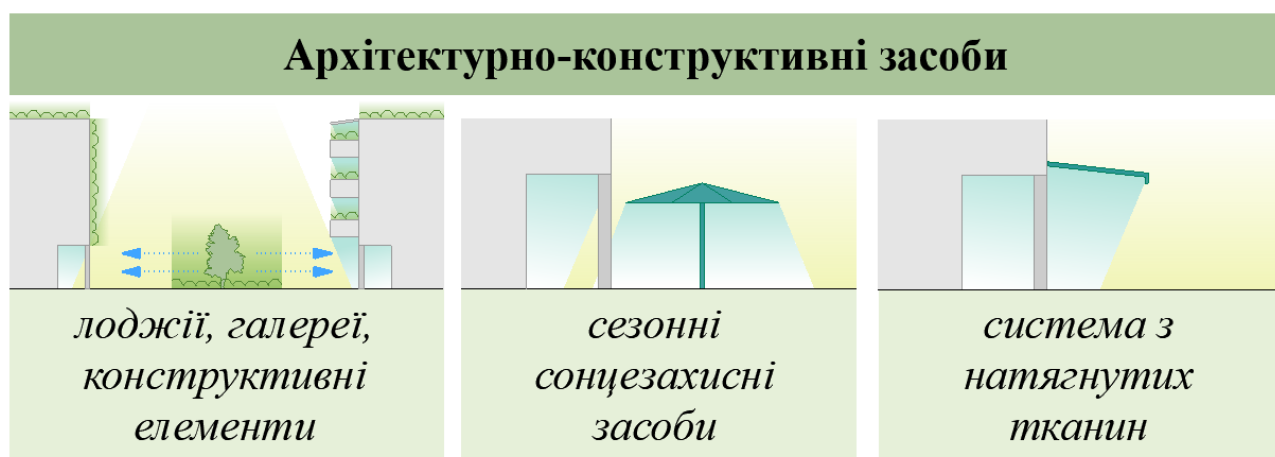 Архітектурно-конструктивні засоби
лоджії, галереї,
конструктивні
елементи
сезонні
сонцезахисні
засоби
система з
натягнутих
тканин